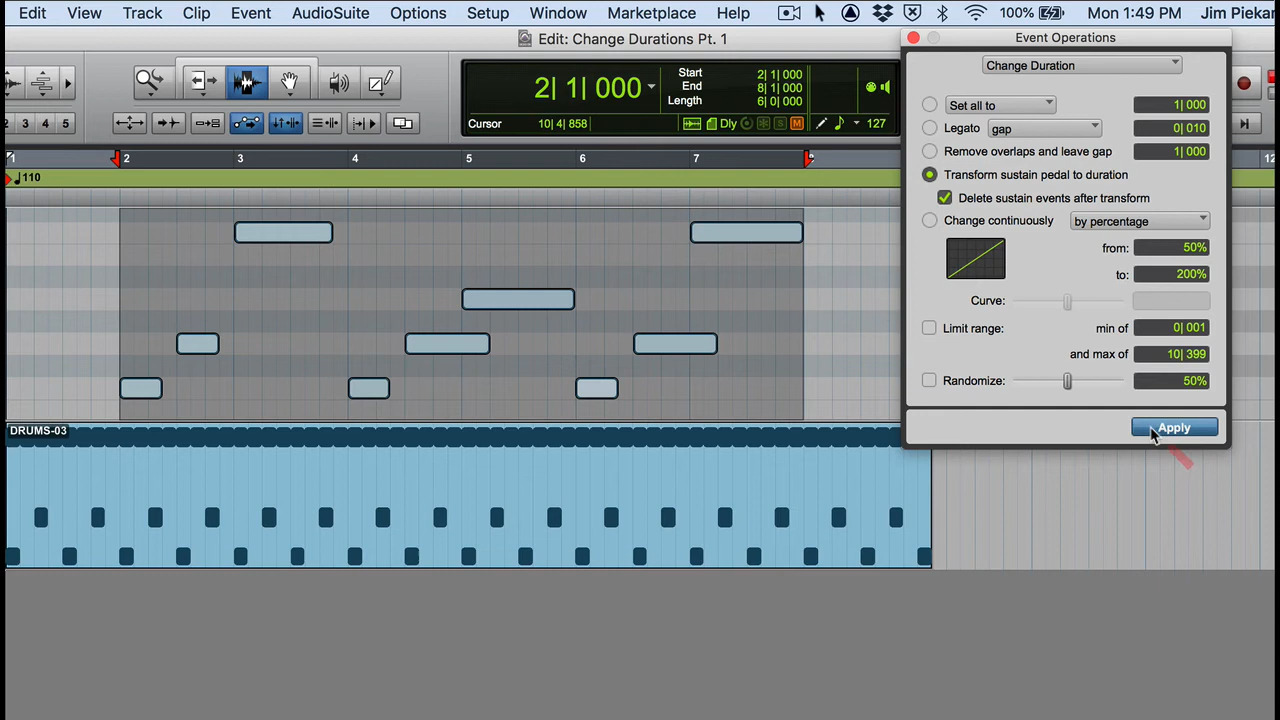 Edit View Track Clip Event AudioSuite Options Setup Window Marketplace Help 100% Mon 1:49 PM Jim Piekar
Edit: Change Durations Pt. 1
Event Operations
Change Duration
2| 1| 000
Start 2| 1| 000
End 8| 1| 000
Length 6| 0| 000
2 3 4 5
Cursor 10| 4| 858
Dly S M 127
1 2 3 4 5 6 7 12
110
Set all to 1| 000
Legato gap 0| 010
Remove overlaps and leave gap 1| 000
Transform sustain pedal to duration
Delete sustain events after transform
Change continuously by percentage
from: 50%
to: 200%
Curve:
Limit range: min of 0| 001
and max of 10| 399
Randomize: 50%
Apply
DRUMS-03